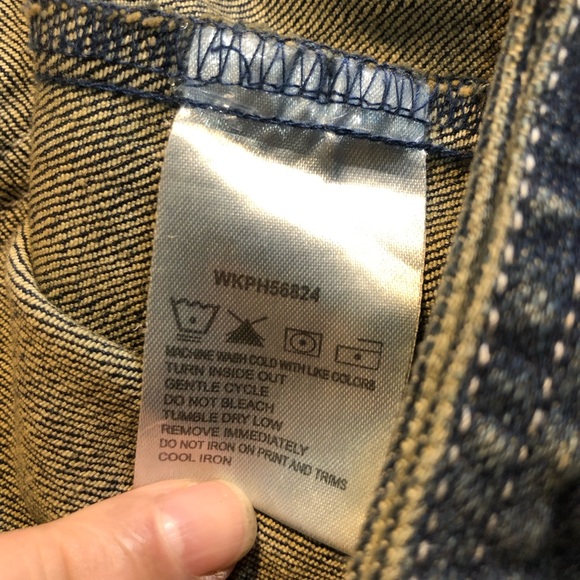 WKPH56824
MACHINE WASH COLD WITH LIKE COLORS
TURN INSIDE OUT
GENTLE CYCLE
DO NOT BLEACH
TUMBLE DRY LOW
REMOVE IMMEDIATELY
DO NOT IRON ON PRINT AND TRIMS
COOL IRON